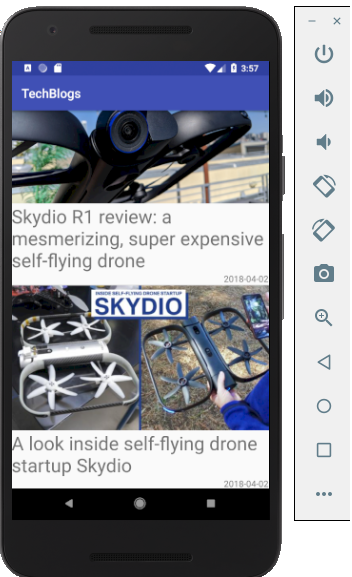 3:57
TechBlogs
Skydio R1 review: a
mesmerizing, super expensive
self-flying drone
2018-04-02
INSIDE SELF-FLYING DRONE STARTUP
SKYDIO
A look inside self-flying drone
startup Skydio
2018-04-02